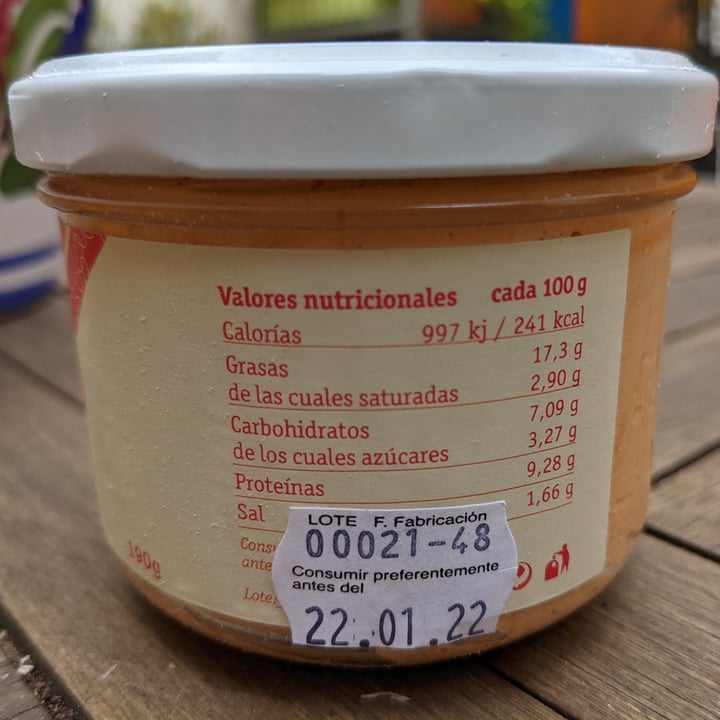 Valores nutricionales cada 100 g
Calorías 997 kj / 241 kcal
Grasas 17,3 g
de las cuales saturadas 2,90 g
Carbohidratos 7,09 g
de los cuales azúcares 3,27 g
Proteínas 9,28 g
Sal 1,66 g
LOTE F. Fabricación
00021-48
Consumir preferentemente
antes del
22.01.22
ante
Lote:
190g